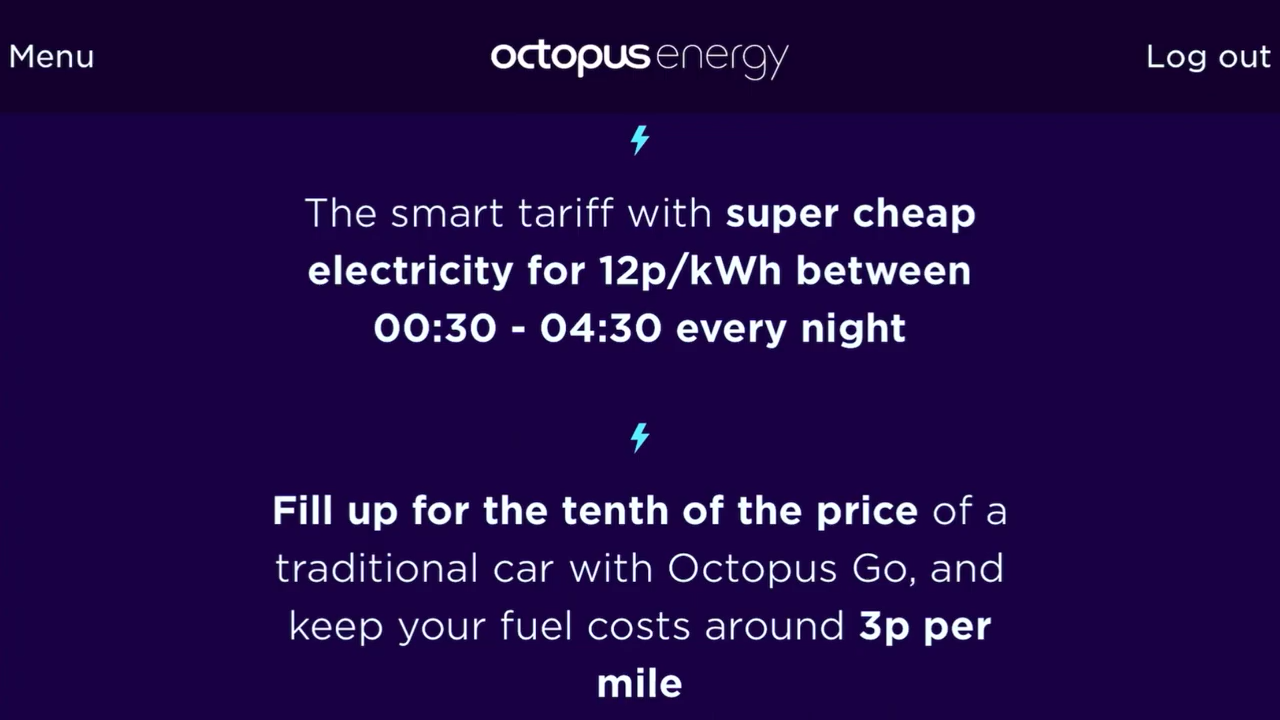 Menu
octopus energy
Log out
The smart tariff with super cheap
electricity for 12p/kWh between
00:30 - 04:30 every night
Fill up for the tenth of the price of a
traditional car with Octopus Go, and
keep your fuel costs around 3p per
mile